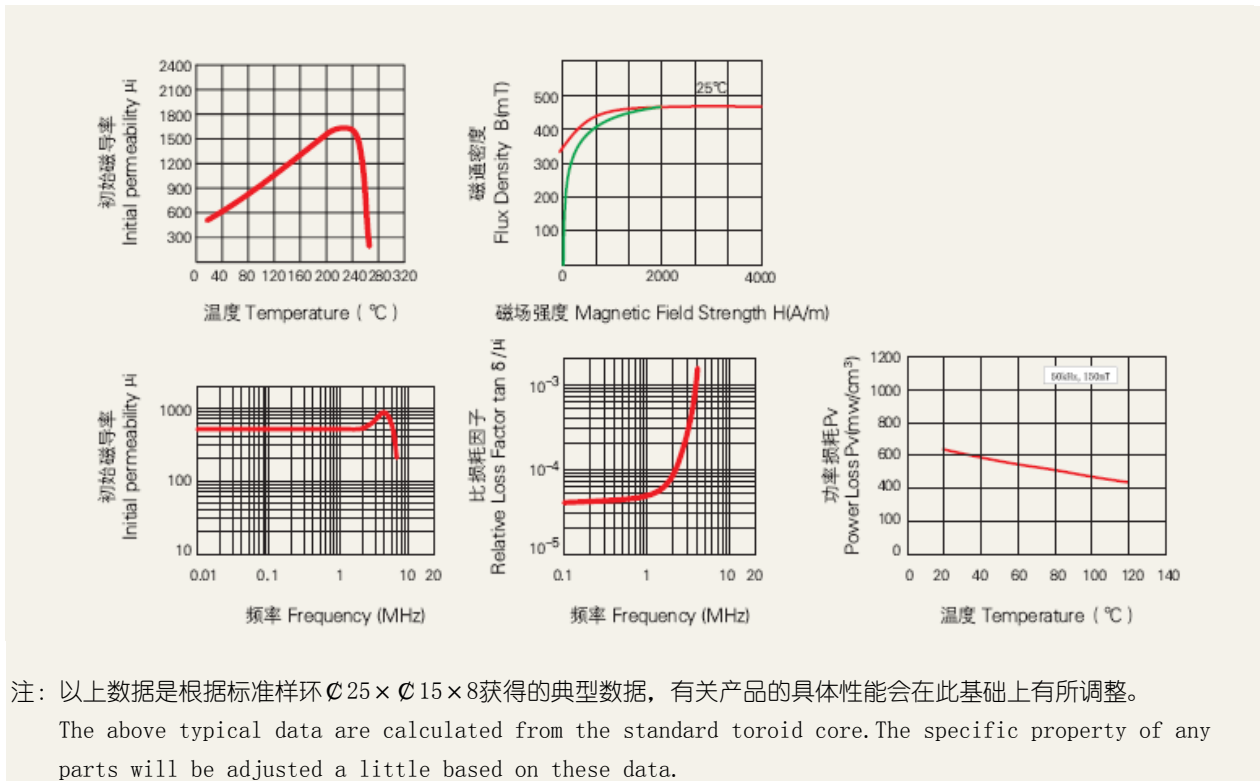 2400
2100
1800
1500
1200
900
600
300
0 40 80 120 160 200 240 280 320
初始磁导率
Initial permeability μi
温度 Temperature ( ℃ )
500
400
300
200
100
25℃
0 2000 4000
磁通密度
Flux Density B(mT)
磁场强度 Magnetic Field Strength H(A/m)
初始磁导率
Initial permeability μi
1000
100
10
0.01 0.1 1 10 20
频率 Frequency (MHz)
比损耗因子
Relative Loss Factor tan δ /μi
10-3
10-4
10-5
0.1 1 10 20
频率 Frequency (MHz)
功率损耗Pv
Power Loss Pv(mw/cm³)
1200
1000
800
600
400
100
0
50kHz, 150mT
0 20 40 60 80 100 120 140
温度 Temperature ( ℃ )
注: 以上数据是根据标准样环₡25×₡15×8获得的典型数据，有关产品的具体性能会在此基础上有所调整。
The above typical data are calculated from the standard toroid core.The specific property of any
parts will be adjusted a little based on these data.